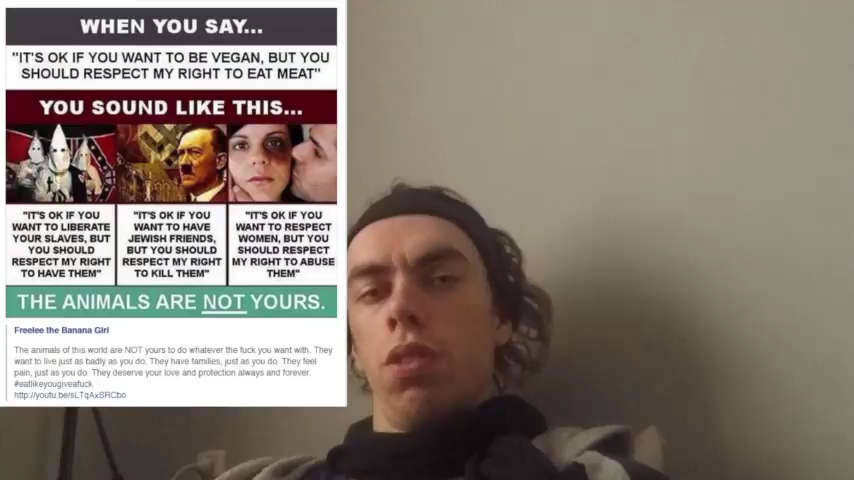 WHEN YOU SAY...
"IT'S OK IF YOU WANT TO BE VEGAN, BUT YOU
SHOULD RESPECT MY RIGHT TO EAT MEAT"
YOU SOUND LIKE THIS...
"IT'S OK IF YOU
WANT TO LIBERATE
YOUR SLAVES, BUT
YOU SHOULD
RESPECT MY RIGHT
TO HAVE THEM"
"IT'S OK IF YOU
WANT TO HAVE
JEWISH FRIENDS,
BUT YOU SHOULD
RESPECT MY RIGHT
TO KILL THEM"
"IT'S OK IF YOU
WANT TO RESPECT
WOMEN, BUT YOU
SHOULD RESPECT
MY RIGHT TO ABUSE
THEM"
THE ANIMALS ARE NOT YOURS.
Freelee the Banana Girl
The animals of this world are NOT yours to do whatever the fuck you want with. They
want to live just as badly as you do. They have families, just as you do. They feel
pain, just as you do. They deserve your love and protection always and forever.
#eatlikeyougiveafuck
http://youtu.be/sLTqAxSRCbo